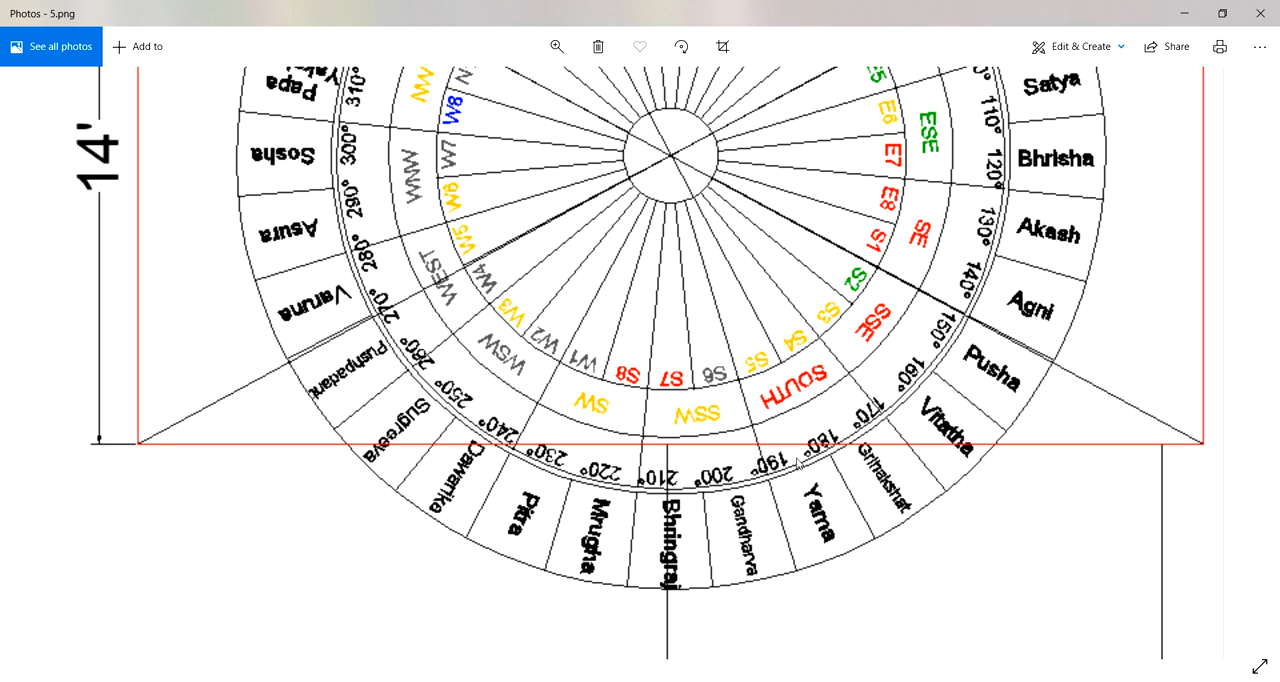 Photos - 5.png
See all photos
Add to
Edit & Create
Share
14'
Papa
310°
NW
W8
Sosha
300°
WNW
W7
W6
Asura
290°
W5
Varuna
280°
270°
WEST
W4
Pushpadant
260°
W3
Sugreeva
250°
WSW
W2
Dawarika
240°
W1
Pitra
230°
SW
S8
Mrugha
220°
S7
Bhringraj
210°
SSW
S6
Gandharva
200°
190°
S5
Yama
180°
SOUTH
S4
Grihakshat
170°
S3
Vitatha
160°
SSE
S2
Pusha
150°
Agni
140°
S1
SE
Akash
130°
E8
Bhrisha
120°
E7
ESE
E6
110°
Satya
E5